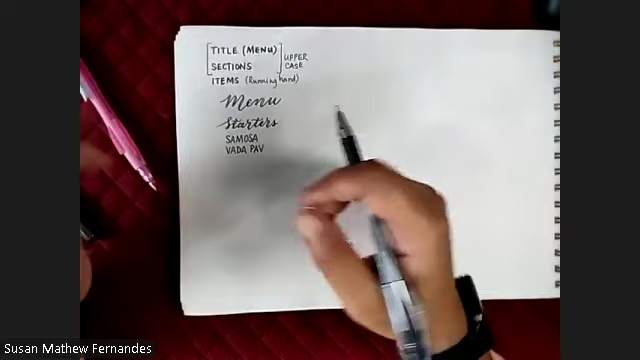 TITLE (MENU)
SECTIONS
UPPER
CASE
ITEMS (Running hand)
Menu
Starters
SAMOSA
VADA PAV
Susan Mathew Fernandes